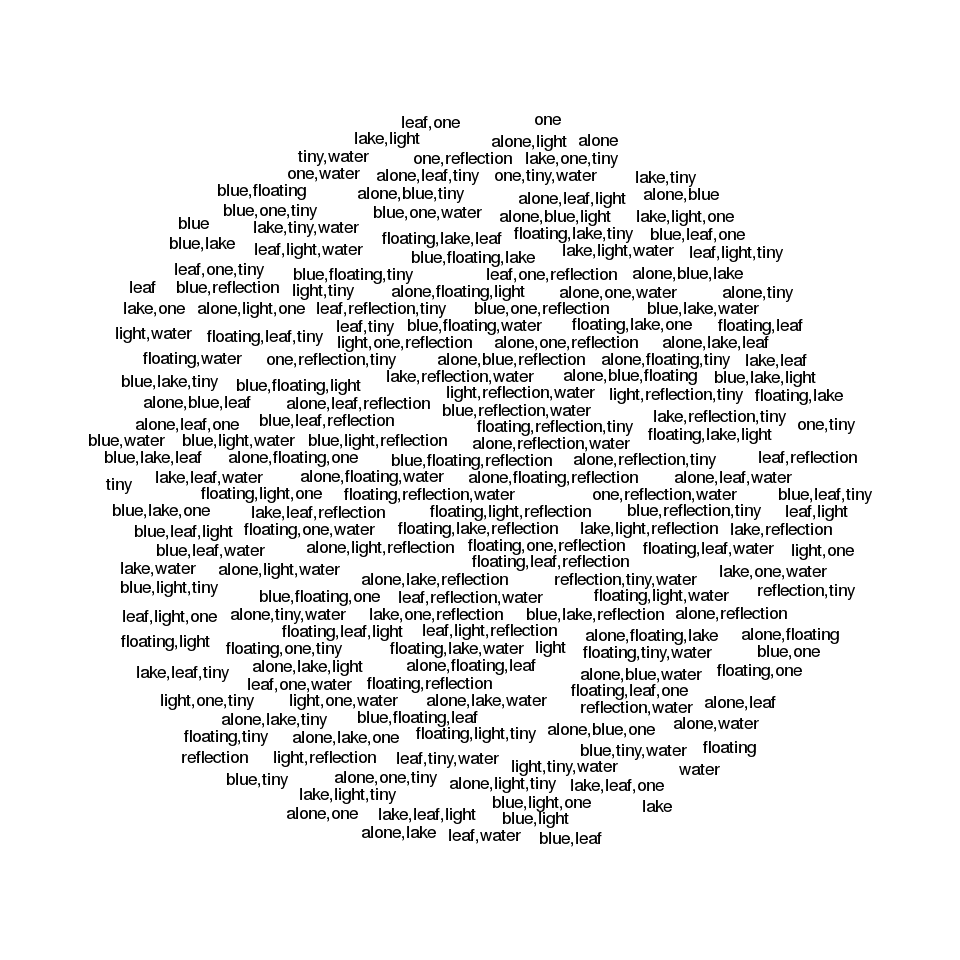 leaf,one one
lake,light alone,light alone
tiny,water one,reflection lake,one,tiny
one,water alone,leaf,tiny one,tiny,water lake,tiny
blue,floating alone,blue,tiny alone,leaf,light alone,blue
blue,one,tiny blue,one,water alone,blue,light lake,light,one
blue lake,tiny,water floating,lake,leaf floating,lake,tiny blue,leaf,one
blue,lake leaf,light,water blue,floating,lake lake,light,water leaf,light,tiny
leaf,one,tiny blue,floating,tiny leaf,one,reflection alone,blue,lake
leaf blue,reflection light,tiny alone,floating,light alone,one,water alone,tiny
lake,one alone,light,one leaf,reflection,tiny blue,one,reflection blue,lake,water
light,water floating,leaf,tiny leaf,tiny blue,floating,water floating,lake,one floating,leaf
light,one,reflection alone,one,reflection alone,lake,leaf
floating,water one,reflection,tiny alone,blue,reflection alone,floating,tiny lake,leaf
blue,lake,tiny blue,floating,light lake,reflection,water alone,blue,floating blue,lake,light
alone,blue,leaf alone,leaf,reflection light,reflection,water light,reflection,tiny floating,lake
alone,leaf,one blue,leaf,reflection blue,reflection,water floating,reflection,tiny lake,reflection,tiny one,tiny
blue,water blue,light,water blue,light,reflection alone,reflection,water floating,lake,light
blue,lake,leaf alone,floating,one blue,floating,reflection alone,reflection,tiny leaf,reflection
tiny lake,leaf,water alone,floating,water alone,floating,reflection alone,leaf,water
floating,light,one floating,reflection,water one,reflection,water blue,leaf,tiny
blue,lake,one lake,leaf,reflection floating,light,reflection blue,reflection,tiny leaf,light
blue,leaf,light floating,one,water floating,lake,reflection lake,light,reflection lake,reflection
blue,leaf,water alone,light,reflection floating,one,reflection floating,leaf,water light,one
lake,water alone,light,water floating,leaf,reflection lake,one,water
blue,light,tiny alone,lake,reflection reflection,tiny,water reflection,tiny
blue,floating,one leaf,reflection,water floating,light,water
leaf,light,one alone,tiny,water lake,one,reflection blue,lake,reflection alone,reflection
floating,light floating,leaf,light leaf,light,reflection alone,floating,lake alone,floating
floating,one,tiny floating,lake,water light floating,tiny,water blue,one
lake,leaf,tiny alone,lake,light alone,floating,leaf alone,blue,water floating,one
leaf,one,water floating,reflection floating,leaf,one
light,one,tiny light,one,water alone,lake,water reflection,water alone,leaf
alone,lake,tiny blue,floating,leaf alone,water
floating,tiny alone,lake,one floating,light,tiny alone,blue,one
reflection light,reflection leaf,tiny,water light,tiny,water blue,tiny,water floating
blue,tiny alone,one,tiny alone,light,tiny lake,leaf,one water
lake,light,tiny blue,light,one lake
alone,one lake,leaf,light blue,light
alone,lake leaf,water blue,leaf